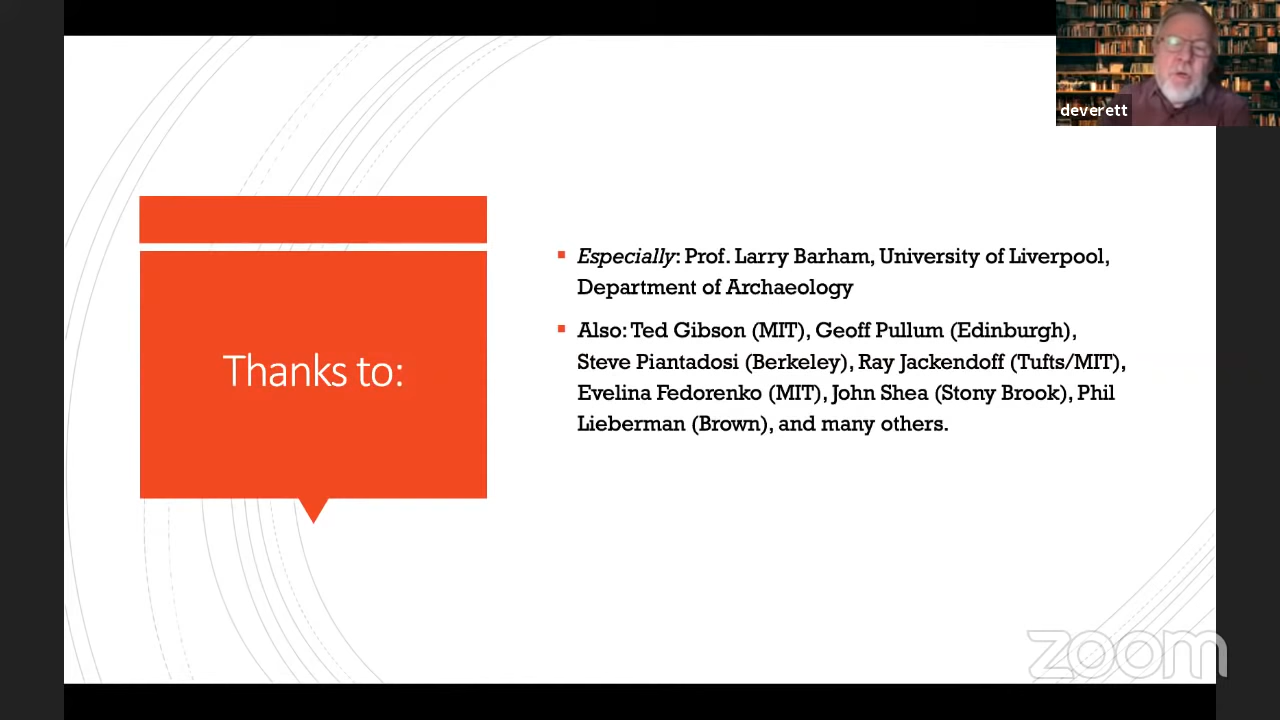 deverett
Thanks to:
Especially: Prof. Larry Barham, University of Liverpool,
Department of Archaeology
Also: Ted Gibson (MIT), Geoff Pullum (Edinburgh),
Steve Piantadosi (Berkeley), Ray Jackendoff (Tufts/MIT),
Evelina Fedorenko (MIT), John Shea (Stony Brook), Phil
Lieberman (Brown), and many others.
zoom